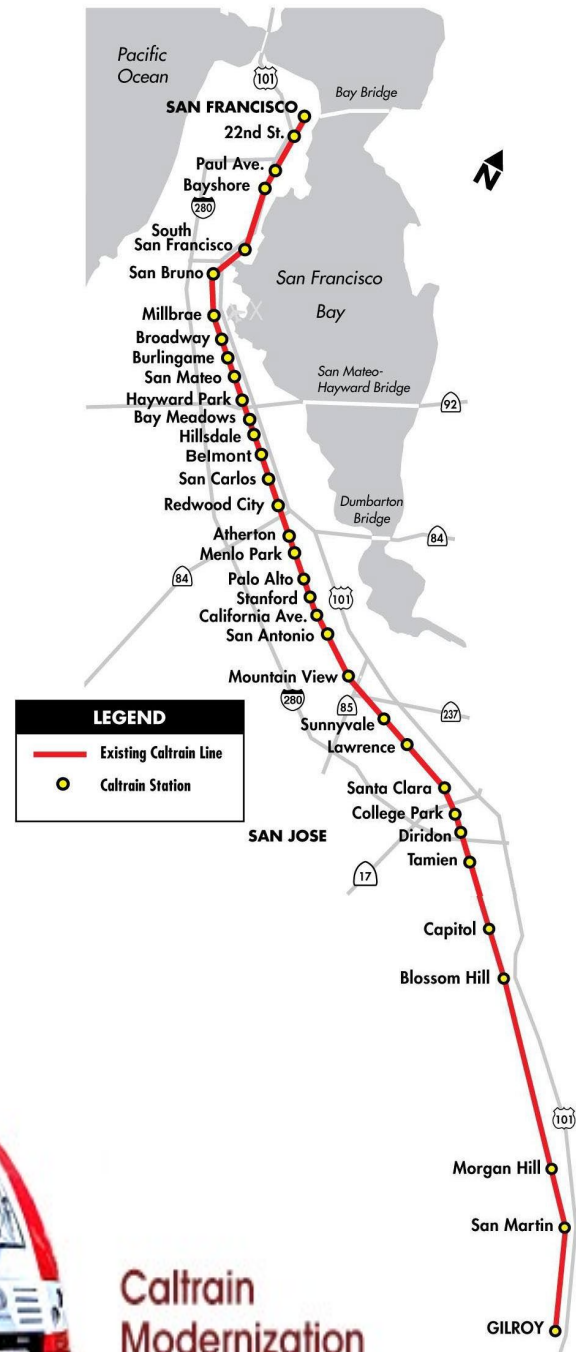 Pacific
Ocean
101
Bay Bridge
SAN FRANCISCO
22nd St.
Paul Ave.
Bayshore
N
280
South
San Francisco
San Bruno
San Francisco
Bay
Millbrae
Broadway
Burlingame
San Mateo
San Mateo-
Hayward Bridge
Hayward Park
92
Bay Meadows
Hillsdale
Belmont
San Carlos
Redwood City
Dumbarton
Bridge
Atherton
84
Menlo Park
84
Palo Alto
Stanford
101
California Ave.
San Antonio
Mountain View
280
85
237
Sunnyvale
Lawrence
LEGEND
Existing Caltrain Line
Caltrain Station
Santa Clara
College Park
SAN JOSE
Diridon
Tamien
17
Capitol
Blossom Hill
101
Morgan Hill
San Martin
GILROY
Caltrain
Modernization